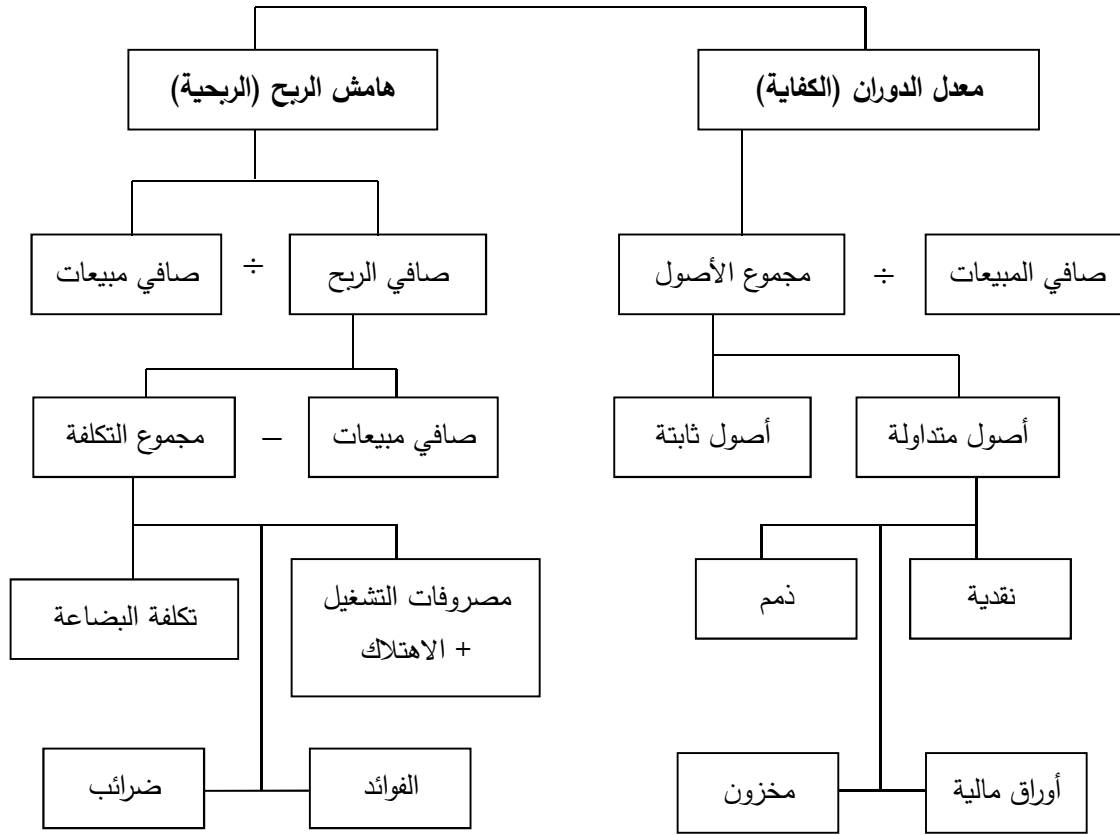 معدل الدوران (الكفاية)
هامش الربح (الربحية)
صافي المبيعات
÷
مجموع الأصول
صافي الربح
÷
صافي مبيعات
أصول متداولة
أصول ثابتة
صافي مبيعات
–
مجموع التكلفة
نقدية
ذمم
مصروفات التشغيل
+ الاهتلاك
تكلفة البضاعة
أوراق مالية
مخزون
الفوائد
ضرائب